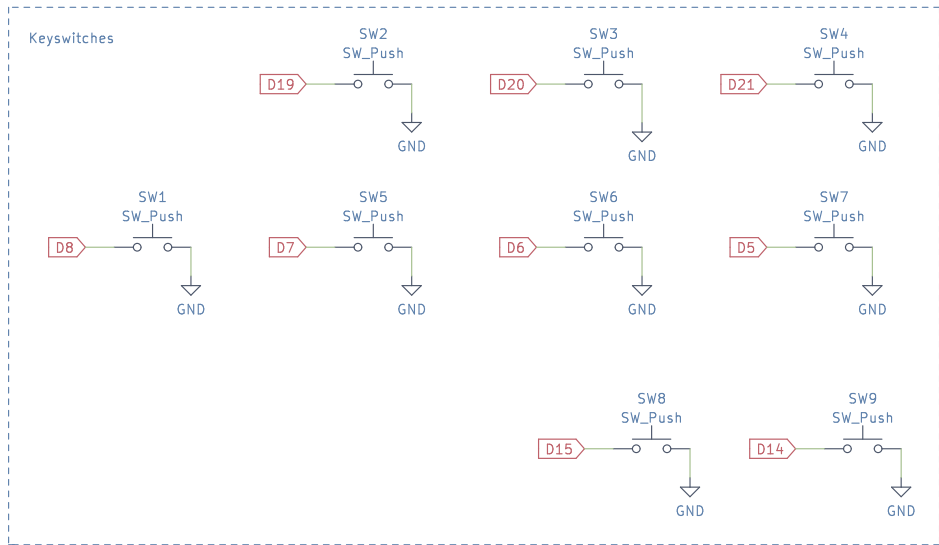 Keyswitches
SW2
SW_Push
D19
GND
SW3
SW_Push
D20
GND
SW4
SW_Push
D21
GND
SW1
SW_Push
D8
GND
SW5
SW_Push
D7
GND
SW6
SW_Push
D6
GND
SW7
SW_Push
D5
GND
SW8
SW_Push
D15
GND
SW9
SW_Push
D14
GND